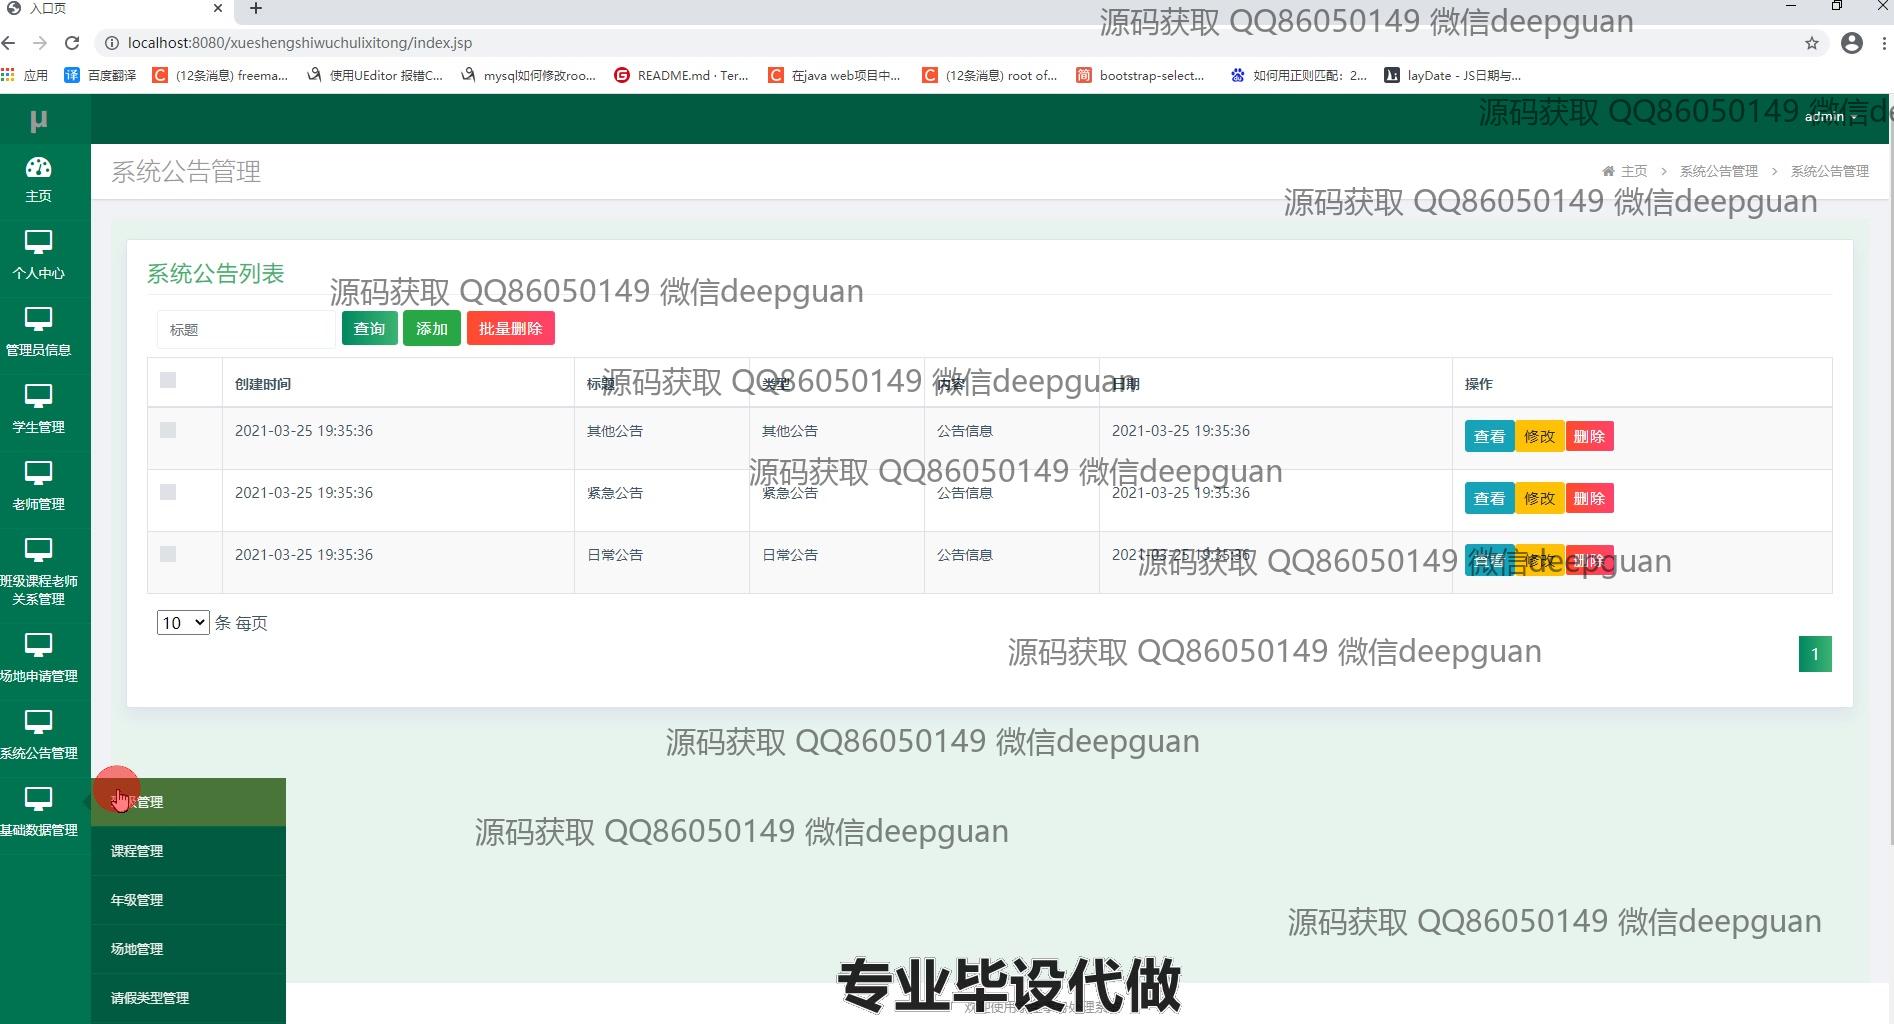 入口页
源码获取 QQ86050149 微信deepguan
localhost:8080/xueshengshiwuchulixitong/index.jsp
应用
百度翻译
(12条消息) freema...
使用UEditor 报错C...
mysql如何修改roo...
README.md · Ter...
在java web项目中...
(12条消息) root of...
bootstrap-select...
如何用正则匹配：2...
layDate - JS日期与...
μ
源码获取 QQ86050149 微信de
admin
主页
系统公告管理
主页 > 系统公告管理 > 系统公告管理
源码获取 QQ86050149 微信deepguan
个人中心
系统公告列表
源码获取 QQ86050149 微信deepguan
管理员信息
标题
查询
添加
批量删除
创建时间 标题 类型 内容 日期 操作
源码获取 QQ86050149 微信deepguan
学生管理
2021-03-25 19:35:36 其他公告 其他公告 公告信息 2021-03-25 19:35:36 查看 修改 删除
源码获取 QQ86050149 微信deepguan
老师管理
2021-03-25 19:35:36 紧急公告 紧急公告 公告信息 2021-03-25 19:35:36 查看 修改 删除
班级课程老师
关系管理
2021-03-25 19:35:36 日常公告 日常公告 公告信息 2021-03-25 19:35:36 查看 修改 删除
源码获取 QQ86050149 微信deepguan
10 条 每页
源码获取 QQ86050149 微信deepguan
1
场地申请管理
系统公告管理
源码获取 QQ86050149 微信deepguan
基础数据管理
级管理
源码获取 QQ86050149 微信deepguan
课程管理
年级管理
源码获取 QQ86050149 微信deepguan
场地管理
请假类型管理
专业毕设代做